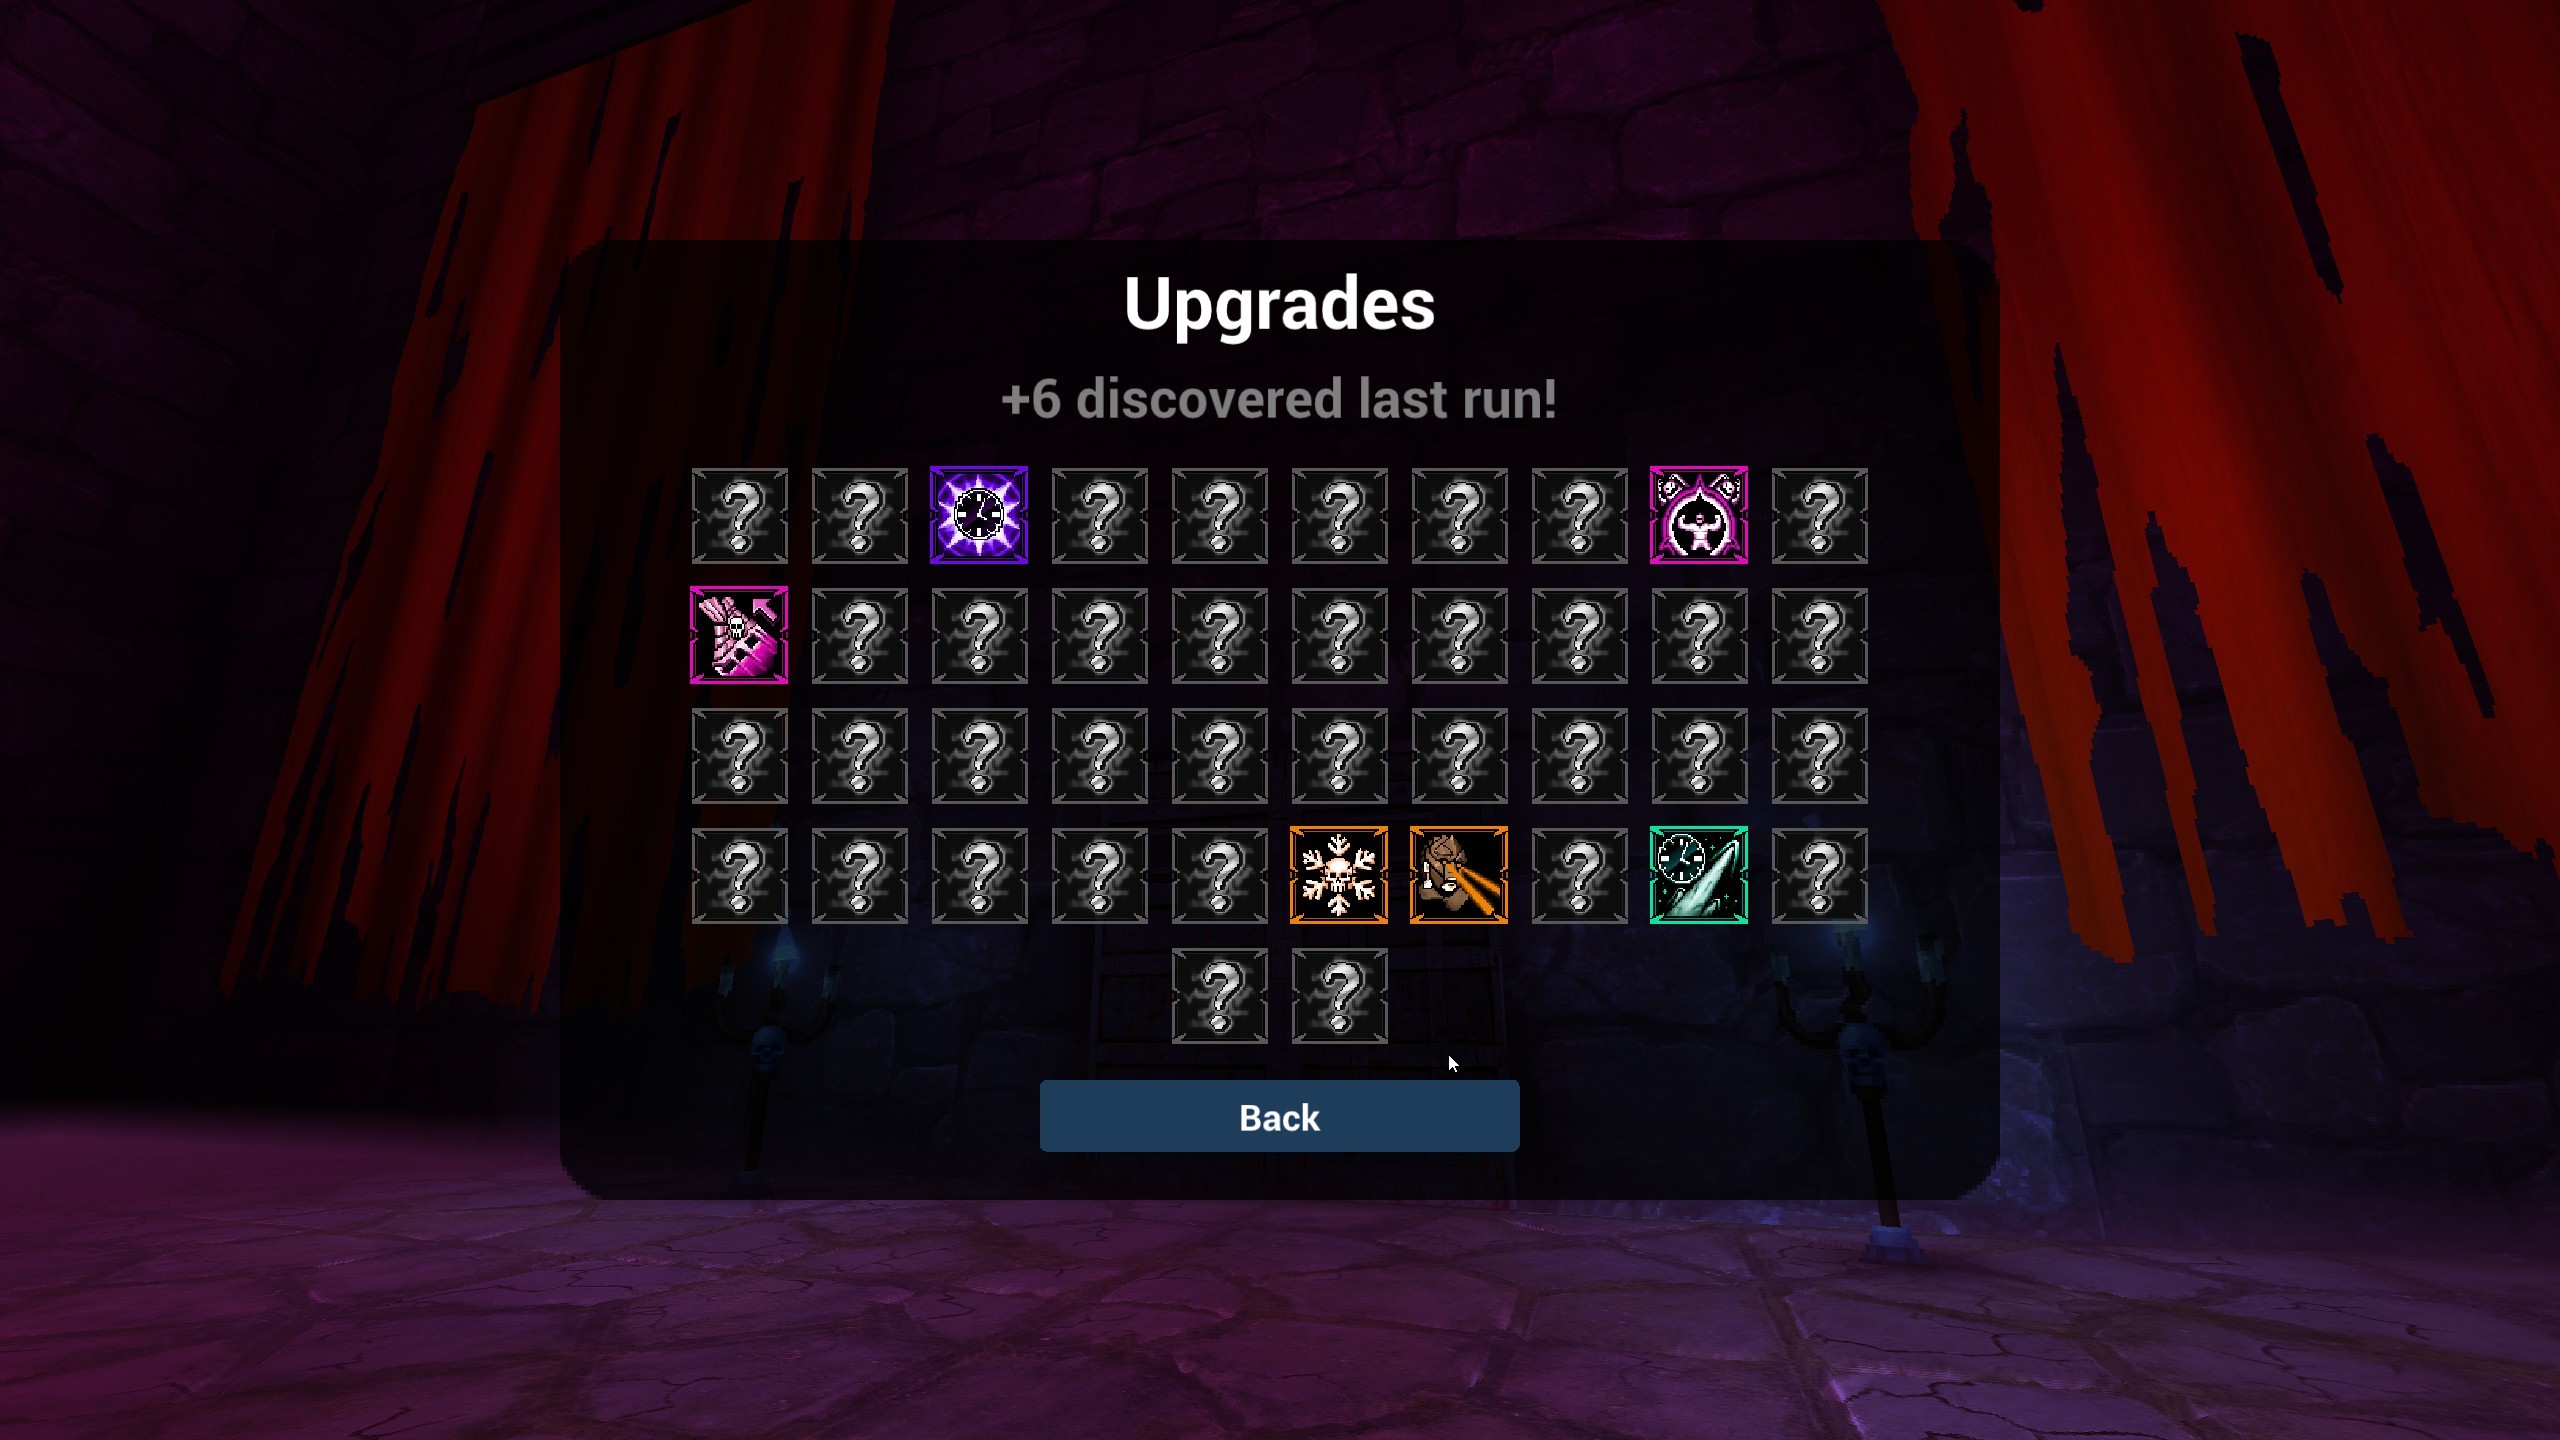 Upgrades
+6 discovered last run!
? ? ? ? ? ? ? ?
? ? ? ? ? ? ? ? ?
? ? ? ? ? ? ? ? ? ?
? ? ? ? ? ? ?
? ?
Back